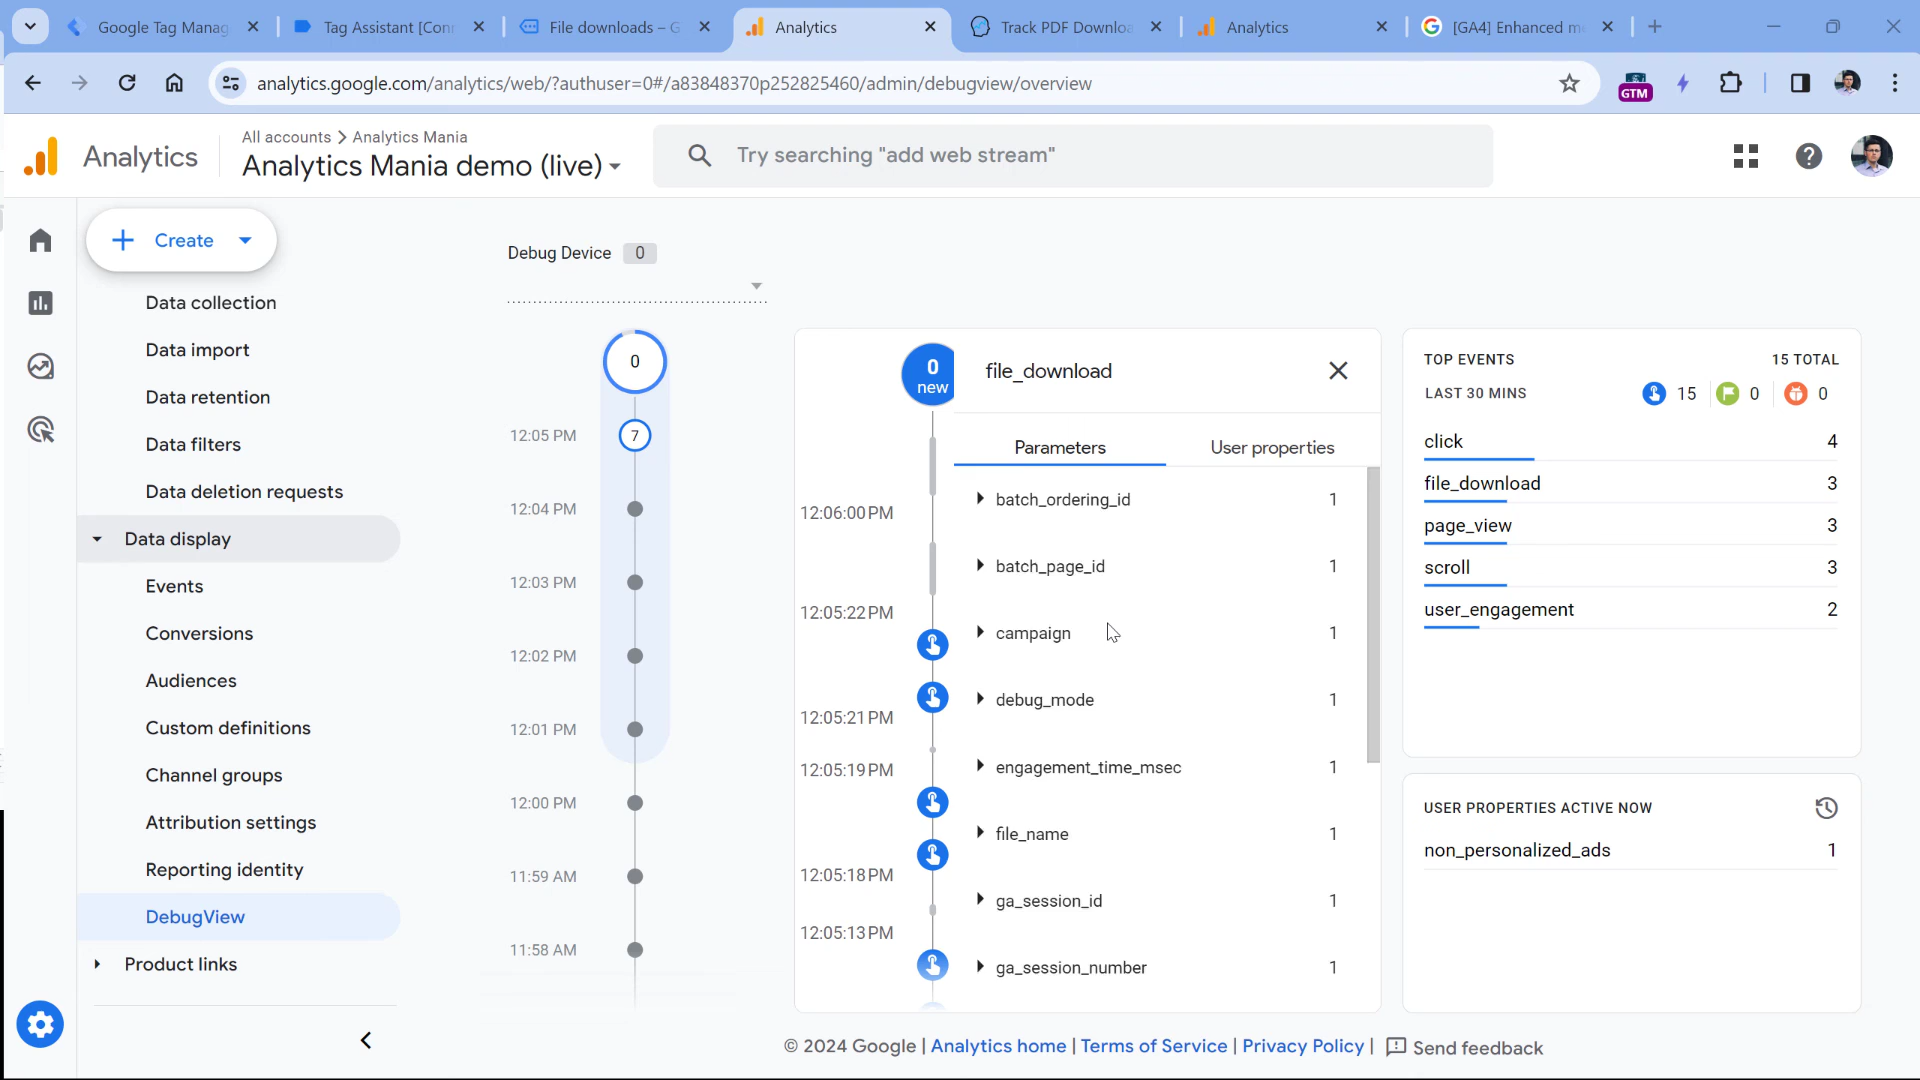 Google Tag Manag
Tag Assistant [Conn
File downloads – G
Analytics
Track PDF Downloa
Analytics
[GA4] Enhanced me
analytics.google.com/analytics/web/?authuser=0#/a83848370p252825460/admin/debugview/overview
GTM
Analytics
All accounts > Analytics Mania
Analytics Mania demo (live)
Try searching "add web stream"
Create
Data collection
Data import
Data retention
Data filters
Data deletion requests
Data display
Events
Conversions
Audiences
Custom definitions
Channel groups
Attribution settings
Reporting identity
DebugView
Product links
Debug Device 0
0
12:05 PM 7
12:04 PM
12:03 PM
12:02 PM
12:01 PM
12:00 PM
11:59 AM
11:58 AM
0
new
12:06:00 PM
12:05:22 PM
12:05:21 PM
12:05:19 PM
12:05:18 PM
12:05:13 PM
file_download
Parameters User properties
batch_ordering_id 1
batch_page_id 1
campaign 1
debug_mode 1
engagement_time_msec 1
file_name 1
ga_session_id 1
ga_session_number 1
TOP EVENTS 15 TOTAL
LAST 30 MINS 15 0 0
click 4
file_download 3
page_view 3
scroll 3
user_engagement 2
USER PROPERTIES ACTIVE NOW
non_personalized_ads 1
© 2024 Google | Analytics home | Terms of Service | Privacy Policy | Send feedback